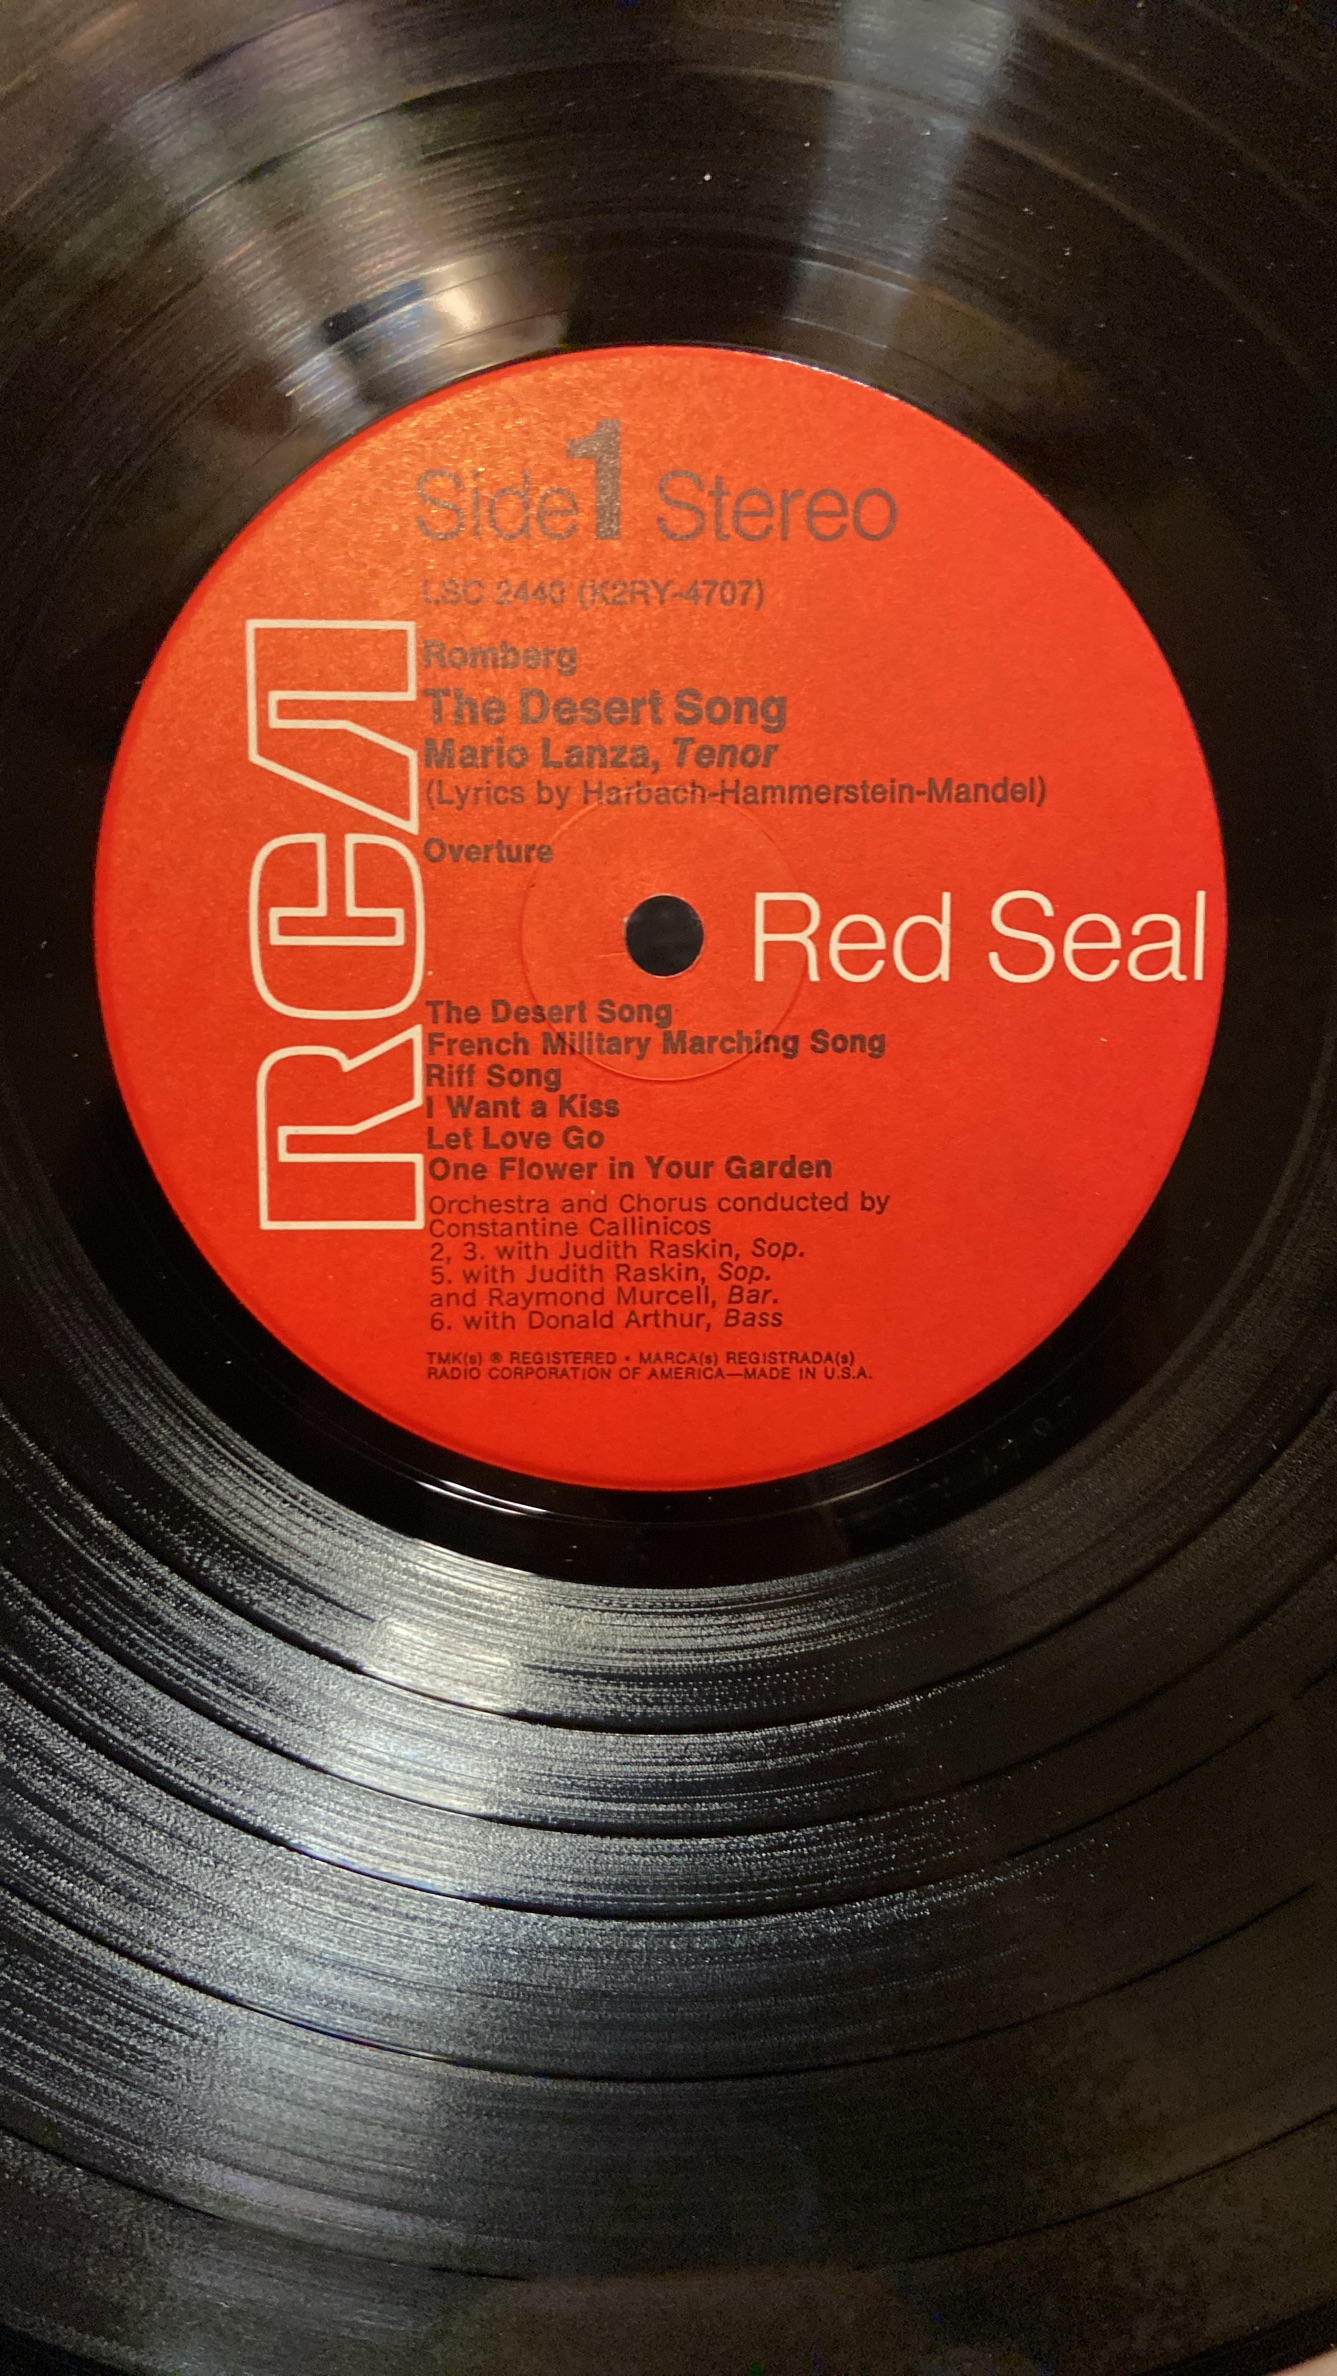 Side 1 Stereo
LSC 2440 (K2RY-4707)
Romberg
The Desert Song
Mario Lanza, Tenor
(Lyrics by Harbach-Hammerstein-Mandel)
Overture
RCA
Red Seal
The Desert Song
French Military Marching Song
Riff Song
I Want a Kiss
Let Love Go
One Flower in Your Garden
Orchestra and Chorus conducted by
Constantine Callinicos
2, 3. with Judith Raskin, Sop.
5. with Judith Raskin, Sop.
and Raymond Murcell, Bar.
6. with Donald Arthur, Bass
TMK(s) ® REGISTERED • MARCA(s) REGISTRADA(s)
RADIO CORPORATION OF AMERICA—MADE IN U.S.A.